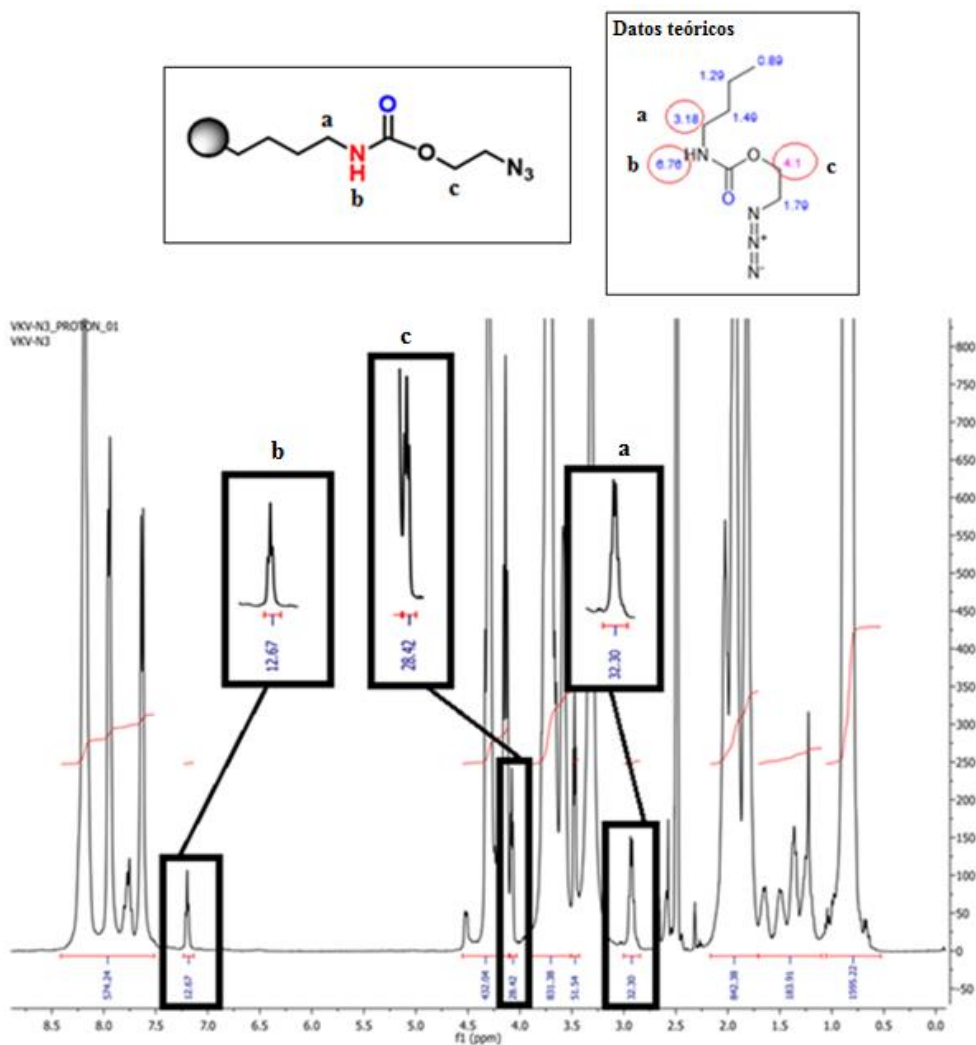 Datos teóricos
0.89
1.29
a
3.18
1.49
b
6.76
HN
O
4.1
c
O
1.79
N
N+
N-
a
O
N
H
b
O
c
N3
VKV-N3_PROTON_01
VKV-N3
c
b
a
12.67
28.42
32.30
800
750
700
650
600
550
500
450
400
350
300
250
200
150
100
50
0
-50
574.24
12.67
432.04
28.42
831.38
51.54
32.30
842.38
183.91
1595.22
8.5 8.0 7.5 7.0 6.5 6.0 5.5 5.0 4.5 4.0 3.5 3.0 2.5 2.0 1.5 1.0 0.5 0.0
f1 (ppm)